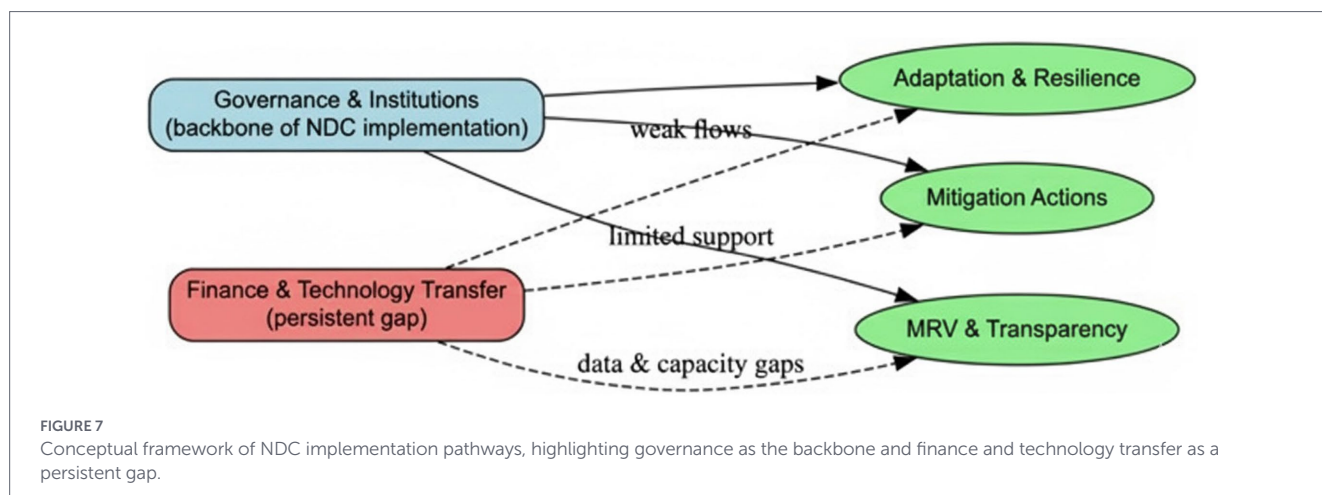 Governance & Institutions
(backbone of NDC implementation)
Adaptation & Resilience
weak flows
Mitigation Actions
limited support
Finance & Technology Transfer
(persistent gap)
MRV & Transparency
data & capacity gaps
FIGURE 7
Conceptual framework of NDC implementation pathways, highlighting governance as the backbone and finance and technology transfer as a
persistent gap.